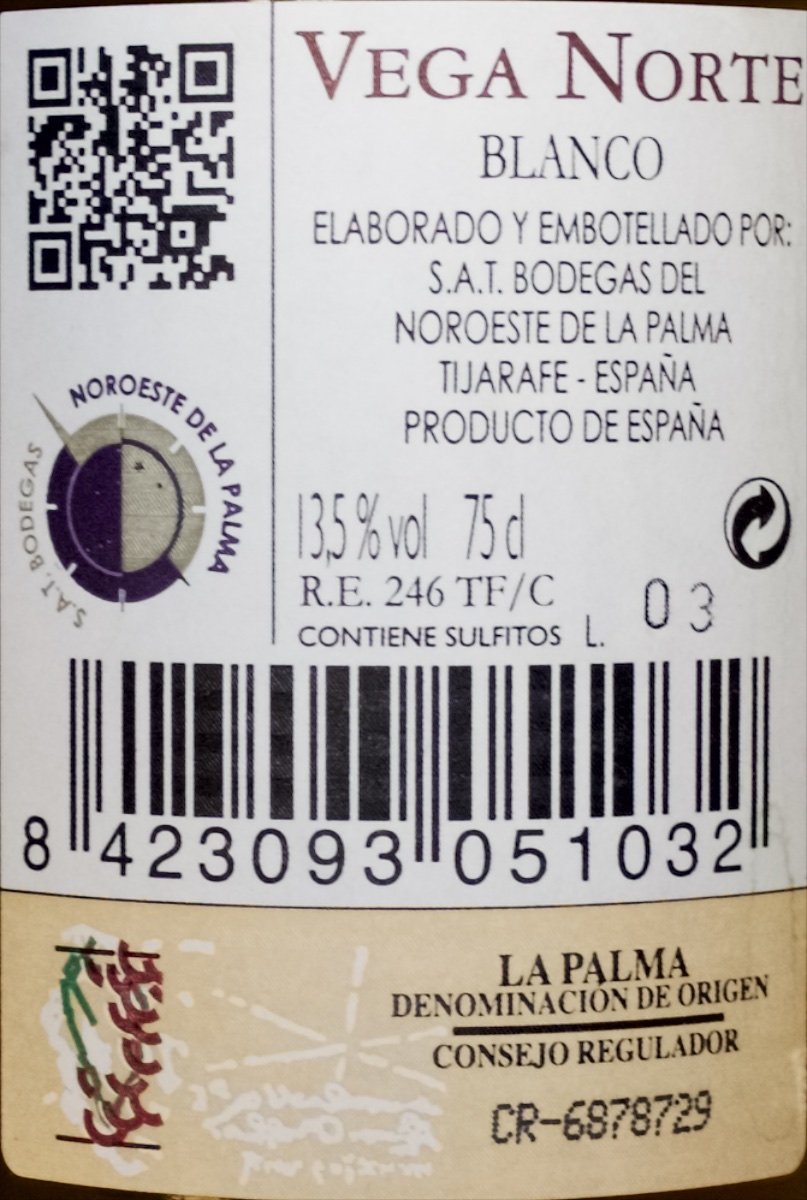 VEGA NORTE
BLANCO
ELABORADO Y EMBOTELLADO POR:
S.A.T. BODEGAS DEL
NOROESTE DE LA PALMA
TIJARAFE - ESPAÑA
PRODUCTO DE ESPAÑA
S.A.T. BODEGAS NOROESTE DE LA PALMA
13,5 % vol 75 cl
R.E. 246 TF/C
CONTIENE SULFITOS L. 03
8 423093 051032
LA PALMA
DENOMINACIÓN DE ORIGEN
CONSEJO REGULADOR
CR-6878729